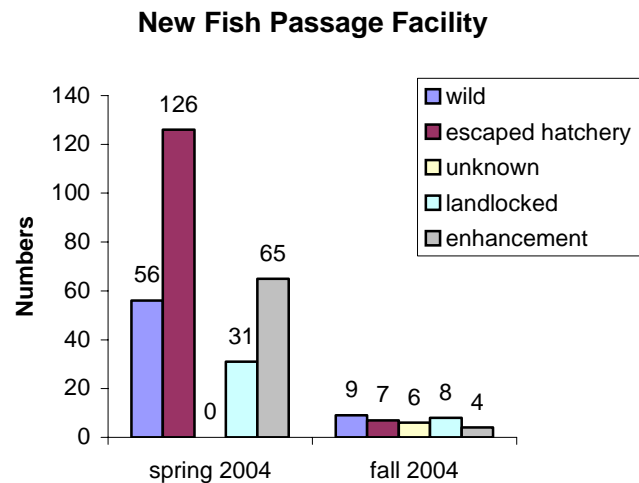 New Fish Passage Facility
wild
escaped hatchery
unknown
landlocked
enhancement
Numbers
140
120
100
80
60
40
20
0
56
126
0
31
65
9
7
6
8
4
spring 2004
fall 2004